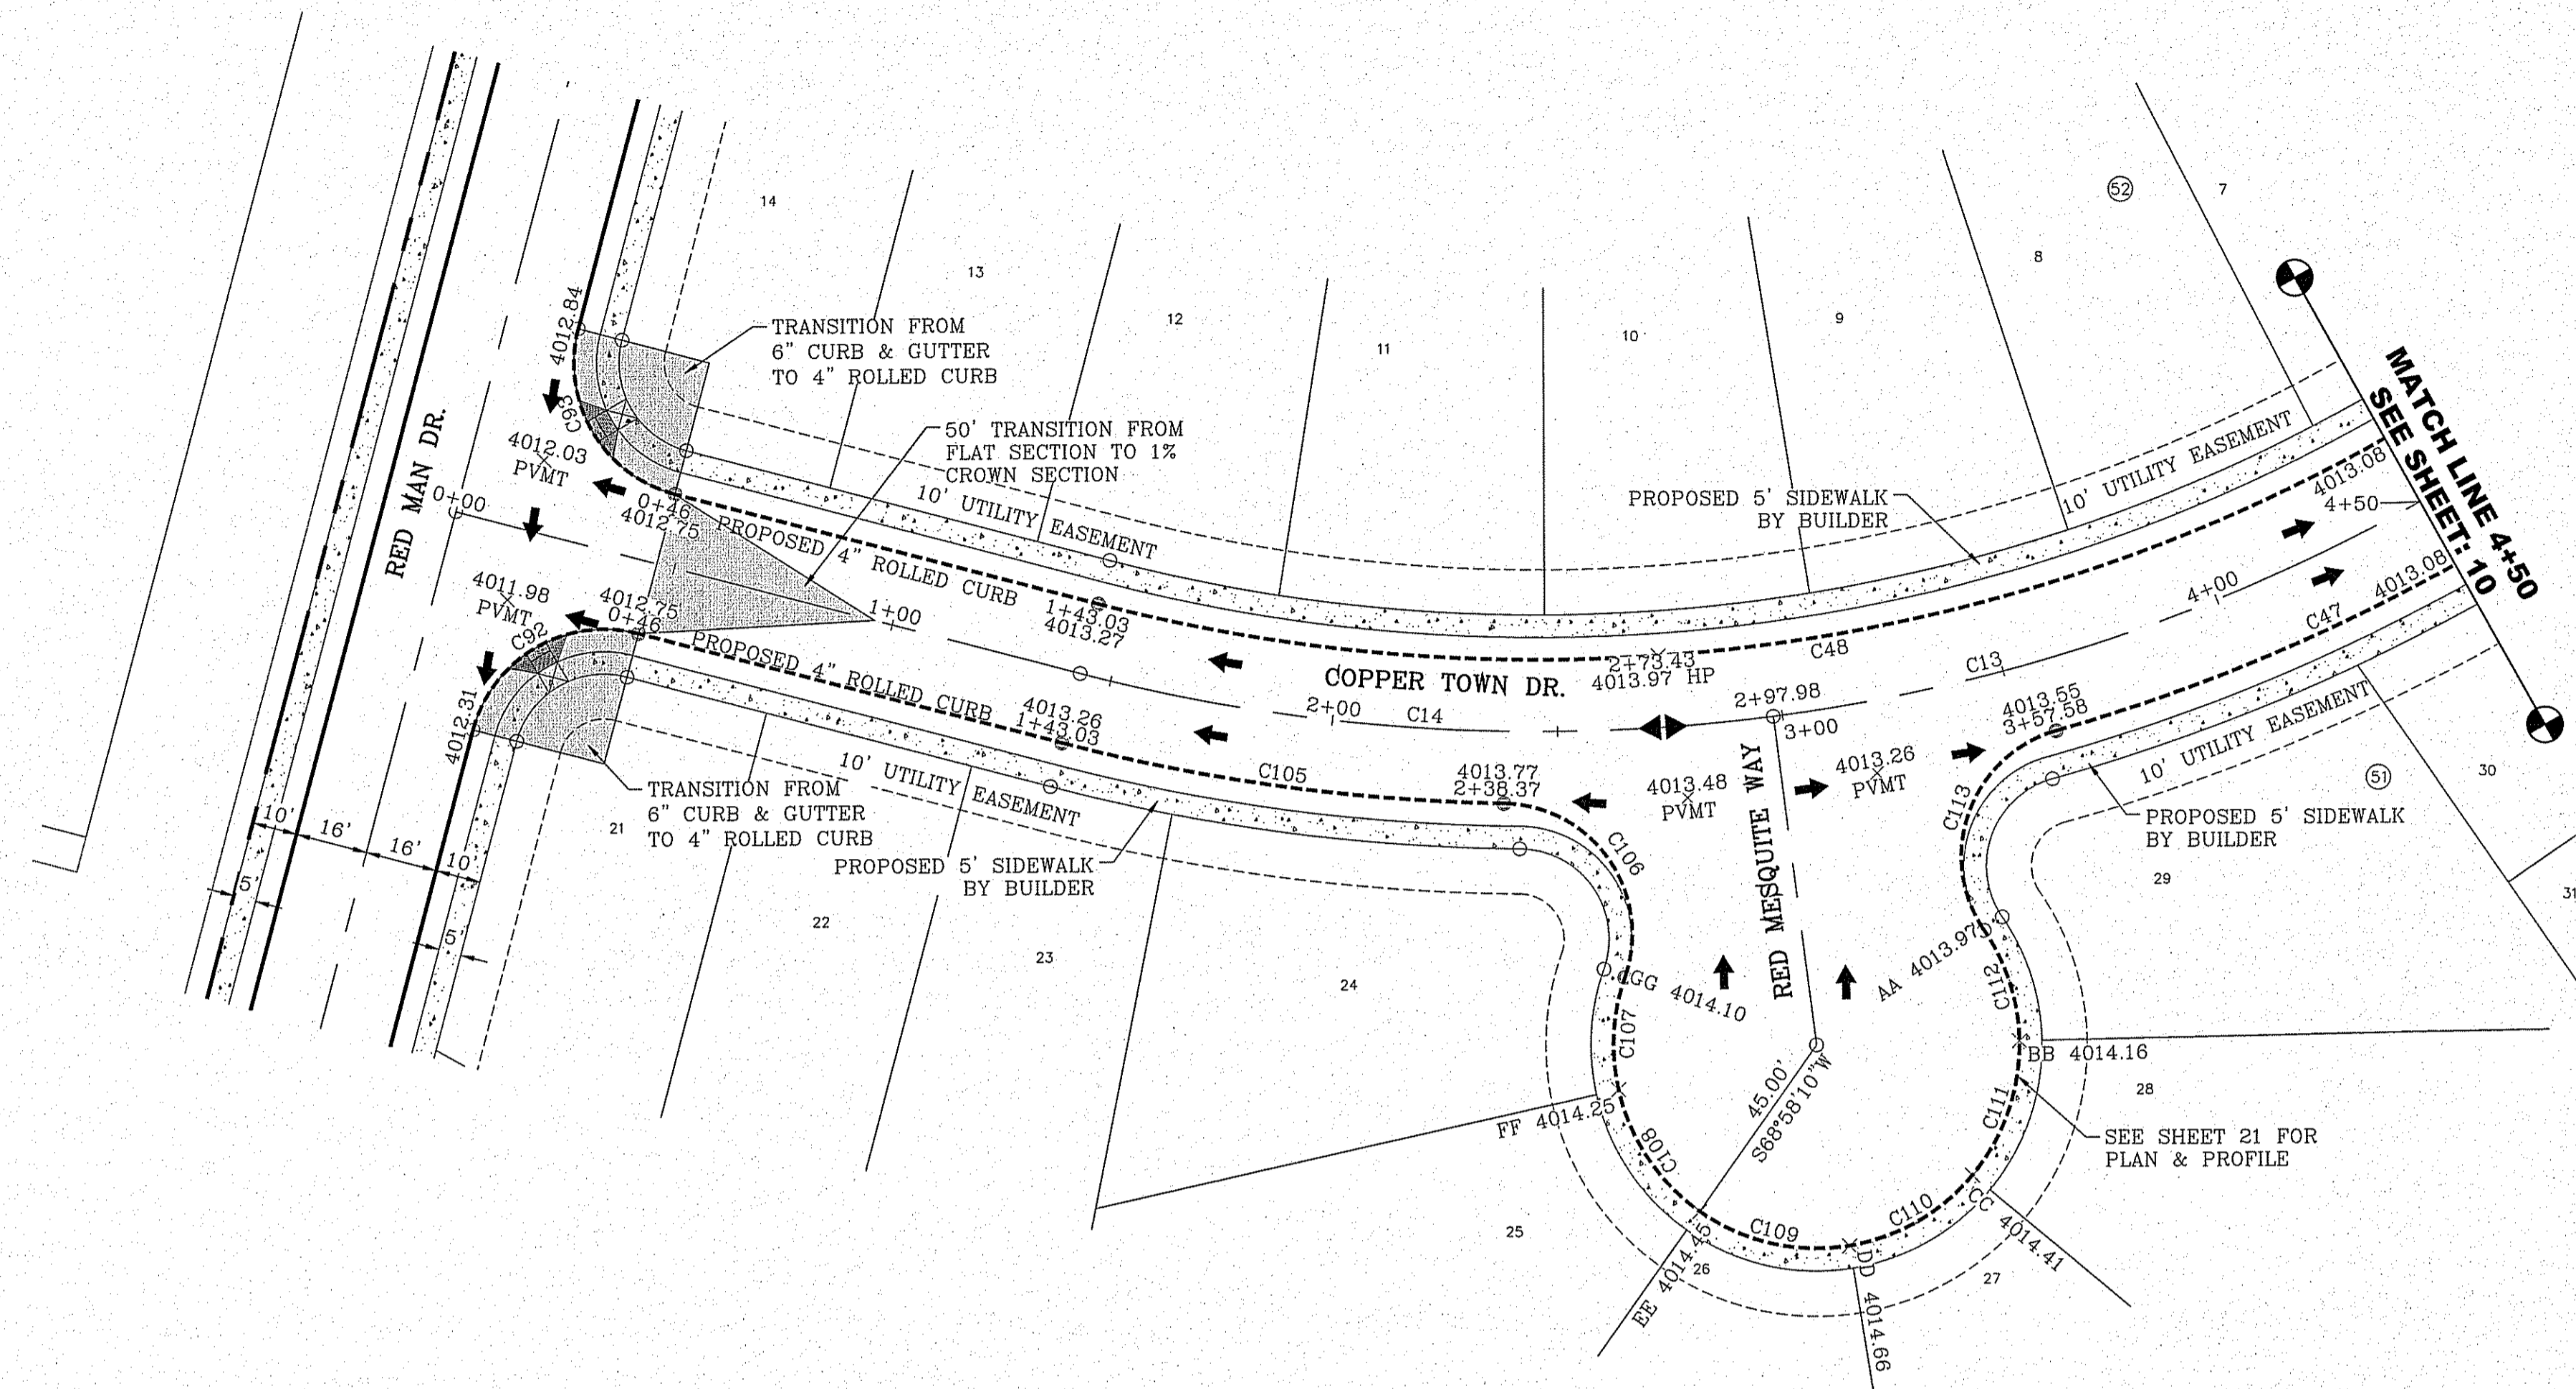 14
13
12
11
10
9
8
52
7
MATCH LINE 4+50
SEE SHEET: 10
TRANSITION FROM
6" CURB & GUTTER
TO 4" ROLLED CURB
50' TRANSITION FROM
FLAT SECTION TO 1%
CROWN SECTION
10' UTILITY EASEMENT
PROPOSED 5' SIDEWALK
BY BUILDER
10' UTILITY EASEMENT
4012.84
C93
4012.03
PVMT
0+00
RED MAN DR.
0+46
4012.75
PROPOSED 4" ROLLED CURB
1+00
1+43.03
4013.27
4011.98
PVMT
4012.75
0+46
C92
4012.31
PROPOSED 4" ROLLED CURB
4013.26
1+43.03
COPPER TOWN DR.
2+73.43
4013.97 HP
C48
C13
4+00
4+50
4013.08
4013.08
C47
2+00
C14
2+97.98
3+00
4013.55
3+57.58
10' UTILITY EASEMENT
C105
4013.77
2+38.37
4013.48
PVMT
4013.26
PVMT
10' UTILITY EASEMENT
51
30
31
PROPOSED 5' SIDEWALK
BY BUILDER
29
TRANSITION FROM
6" CURB & GUTTER
TO 4" ROLLED CURB
21
PROPOSED 5' SIDEWALK
BY BUILDER
10'
16'
16'
10'
5'
5'
22
23
24
C106
C113
RED MESQUITE WAY
GG 4014.10
AA 4013.97
C107
C112
BB 4014.16
28
45.00'
S68°58'10"W
FF 4014.25
C108
C111
SEE SHEET 21 FOR
PLAN & PROFILE
25
C109
C110
CC 4014.41
EE 4014.45
26
DD 4014.66
27